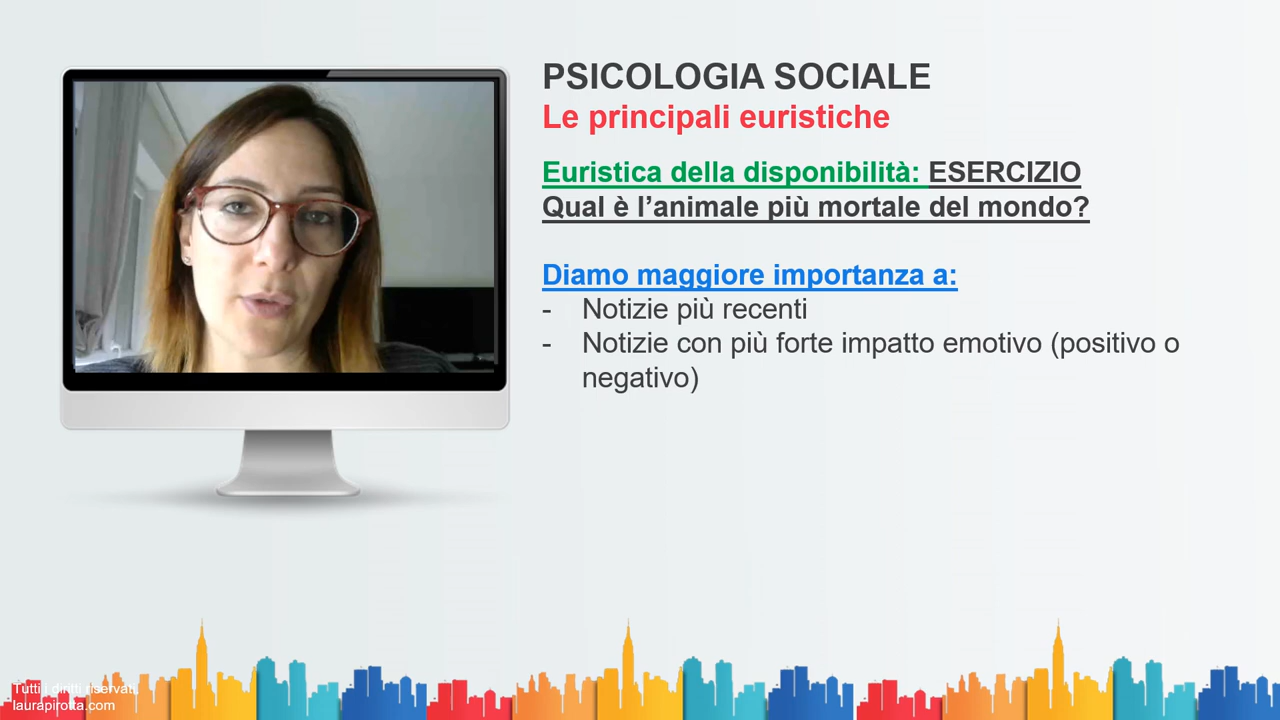 PSICOLOGIA SOCIALE
Le principali euristiche
Euristica della disponibilità: ESERCIZIO
Qual è l’animale più mortale del mondo?
Diamo maggiore importanza a:
- Notizie più recenti
- Notizie con più forte impatto emotivo (positivo o
negativo)
Tutti i diritti riservati
laurapirotta.com